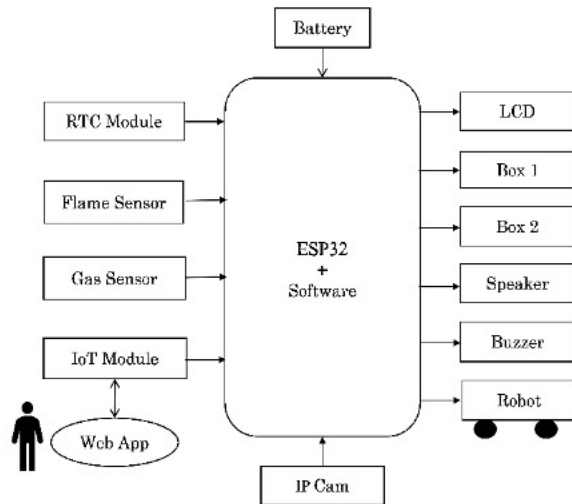 Battery
RTC Module
Flame Sensor
Gas Sensor
IoT Module
Web App
ESP32
+
Software
LCD
Box 1
Box 2
Speaker
Buzzer
Robot
IP Cam